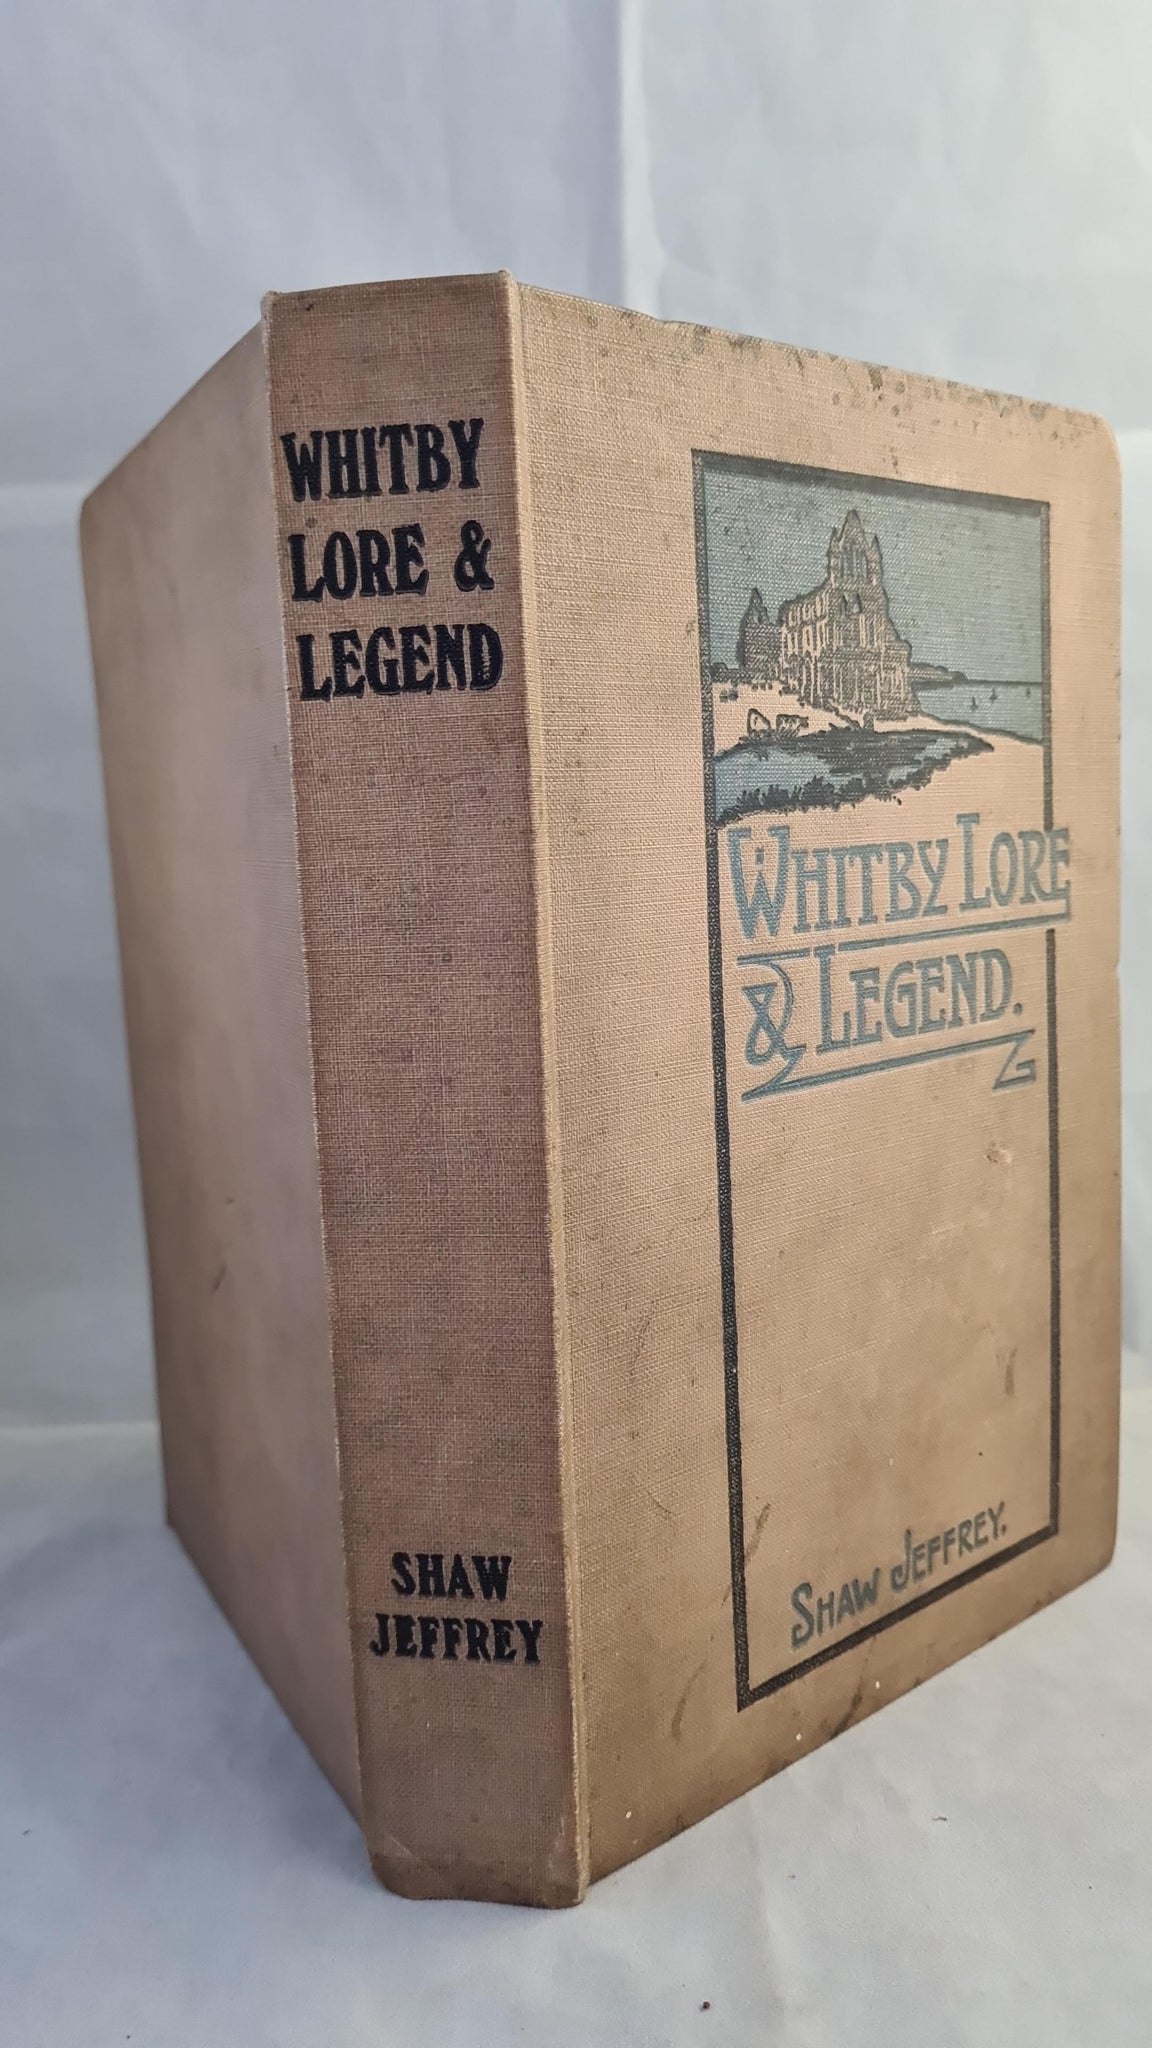 WHITBY
LORE &
LEGEND
SHAW
JEFFREY
WHITBY LORE
& LEGEND.
SHAW JEFFREY.